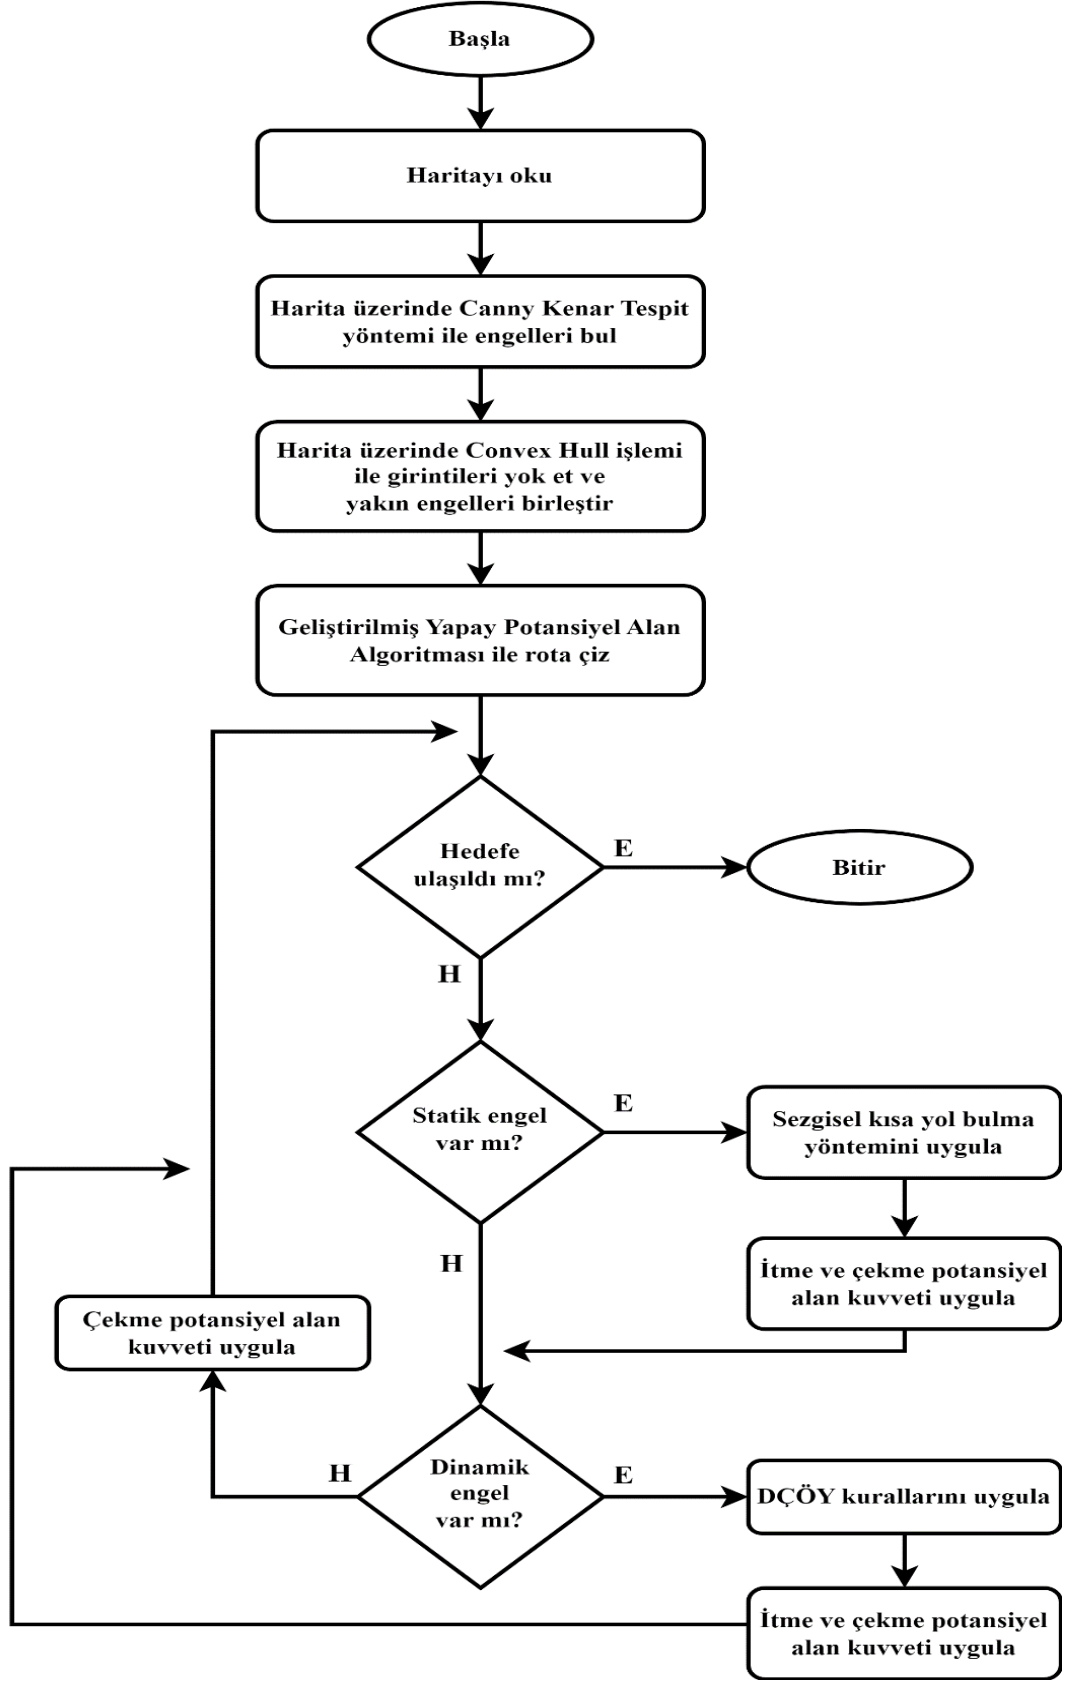 Başla
Haritayı oku
Harita üzerinde Canny Kenar Tespit
yöntemi ile engelleri bul
Harita üzerinde Convex Hull işlemi
ile girintileri yok et ve
yakın engelleri birleştir
Geliştirilmiş Yapay Potansiyel Alan
Algoritması ile rota çiz
Hedefe
ulaşıldı mı?
E
Bitir
H
Statik engel
var mı?
E
Sezgisel kısa yol bulma
yöntemini uygula
H
İtme ve çekme potansiyel
alan kuvveti uygula
Çekme potansiyel alan
kuvveti uygula
H
Dinamik
engel
var mı?
E
DÇÖY kurallarını uygula
İtme ve çekme potansiyel
alan kuvveti uygula